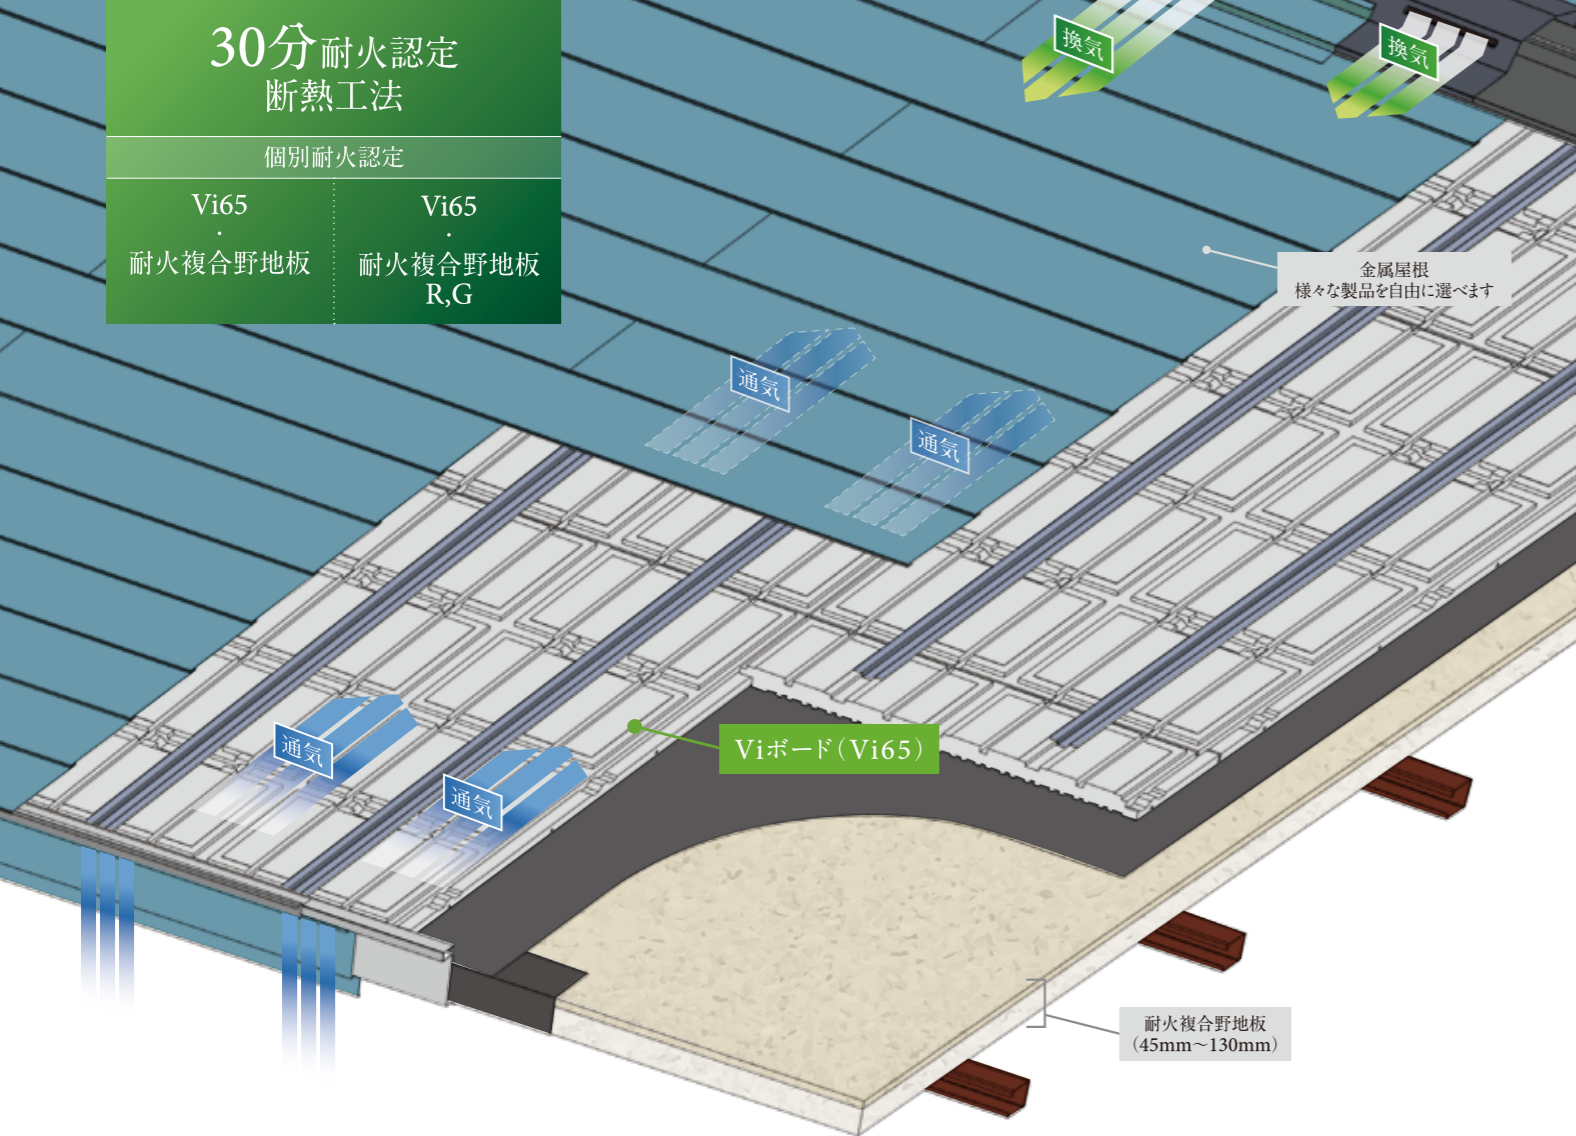 30分耐火認定
断熱工法
個別耐火認定
Vi65
・
耐火複合野地板
Vi65
・
耐火複合野地板
R,G
換気
換気
金属屋根
様々な製品を自由に選べます
通気
通気
通気
通気
Viボード（Vi65）
耐火複合野地板
（45mm～130mm）